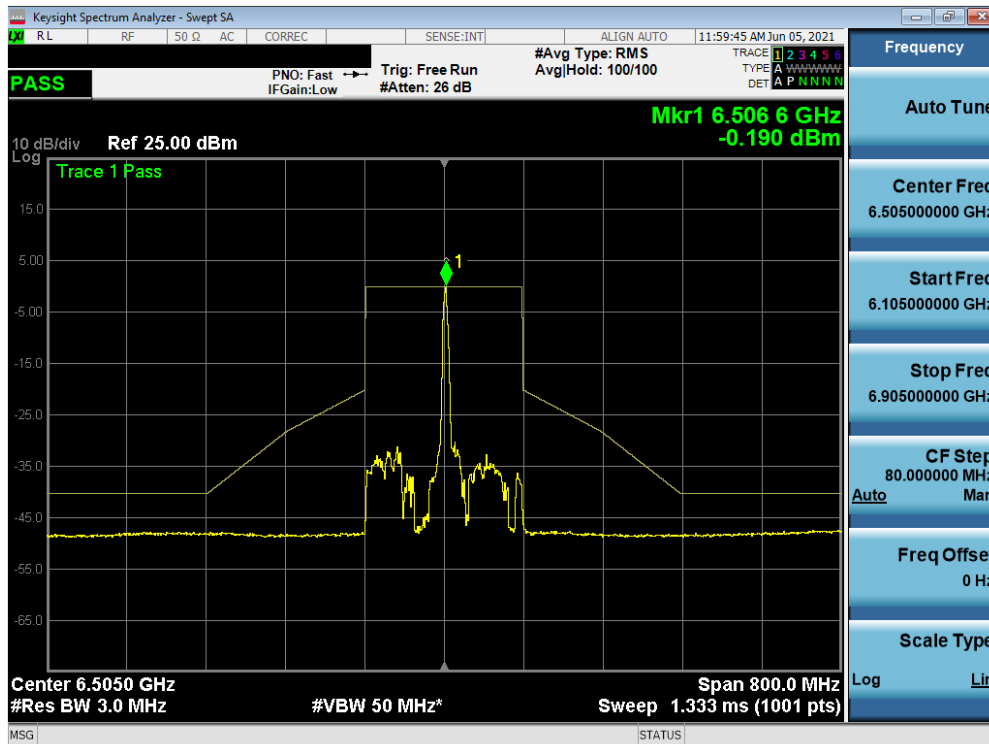 Keysight Spectrum Analyzer - Swept SA
LXI RL RF 50 Ω AC CORREC SENSE:INT ALIGN AUTO 11:59:45 AM Jun 05, 2021
PASS
PNO: Fast
IFGain:Low
Trig: Free Run
#Atten: 26 dB
#Avg Type: RMS
Avg|Hold: 100/100
TRACE 1 2 3 4 5 6
TYPE A WWWWW
DET A P N N N N
Mkr1 6.506 6 GHz
-0.190 dBm
10 dB/div Ref 25.00 dBm
Log
Trace 1 Pass
1
15.0
5.00
-5.00
-15.0
-25.0
-35.0
-45.0
-55.0
-65.0
Center 6.5050 GHz Span 800.0 MHz
#Res BW 3.0 MHz #VBW 50 MHz* Sweep 1.333 ms (1001 pts)
MSG STATUS
Frequency
Auto Tune
Center Freq
6.505000000 GHz
Start Freq
6.105000000 GHz
Stop Freq
6.905000000 GHz
CF Step
80.000000 MHz
Auto Man
Freq Offset
0 Hz
Scale Type
Log Lin